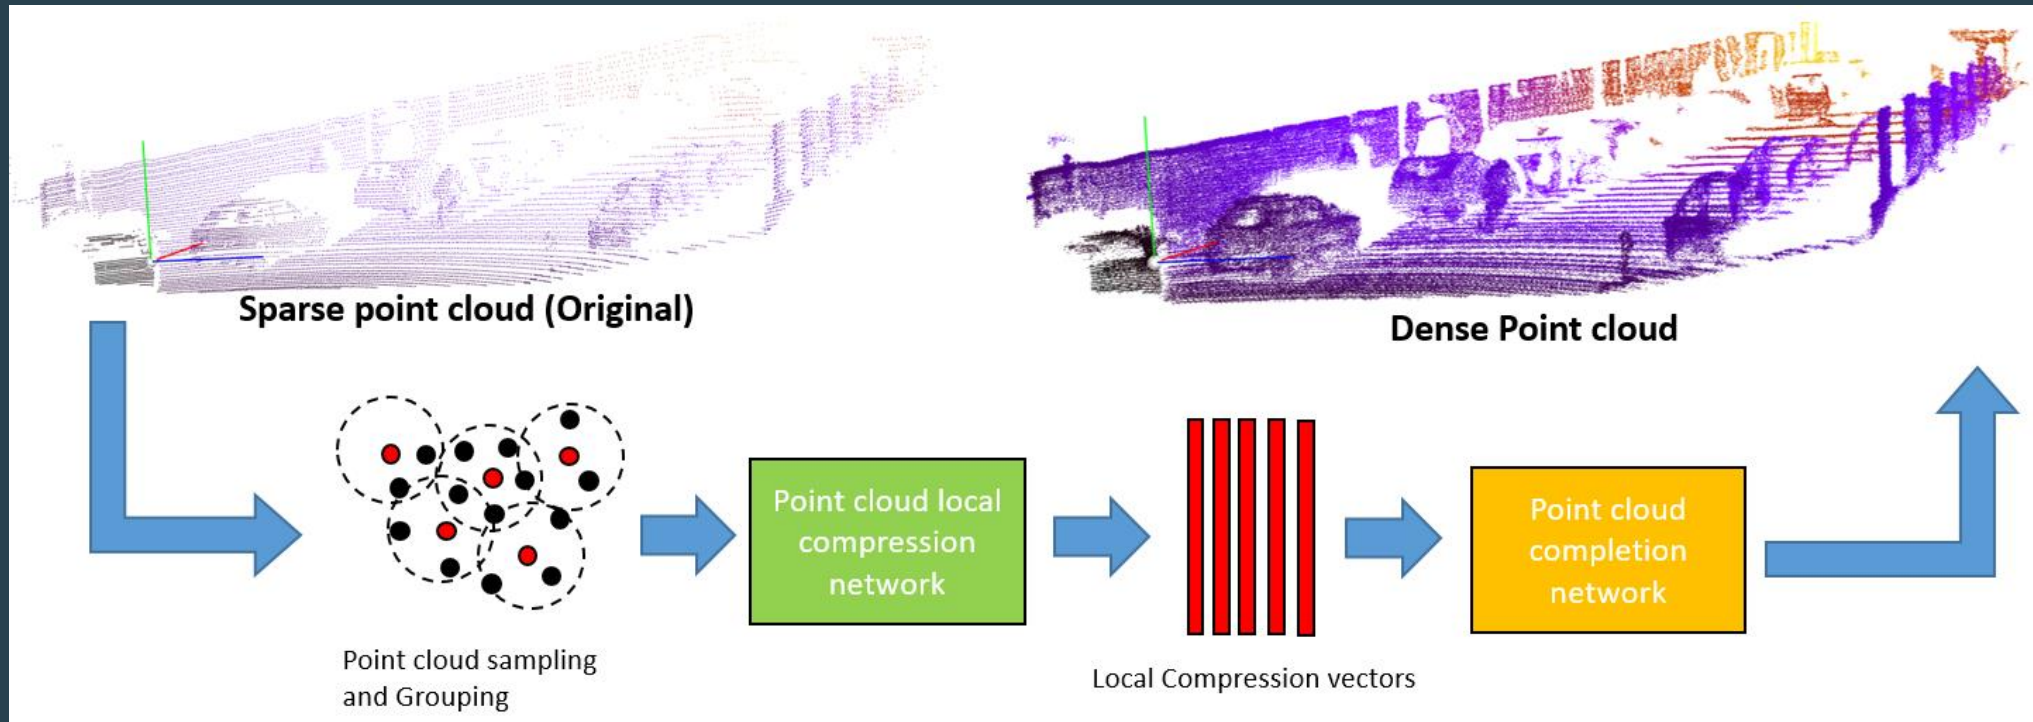 Sparse point cloud (Original)
Dense Point cloud
Point cloud sampling
and Grouping
Point cloud local
compression
network
Local Compression vectors
Point cloud
completion
network